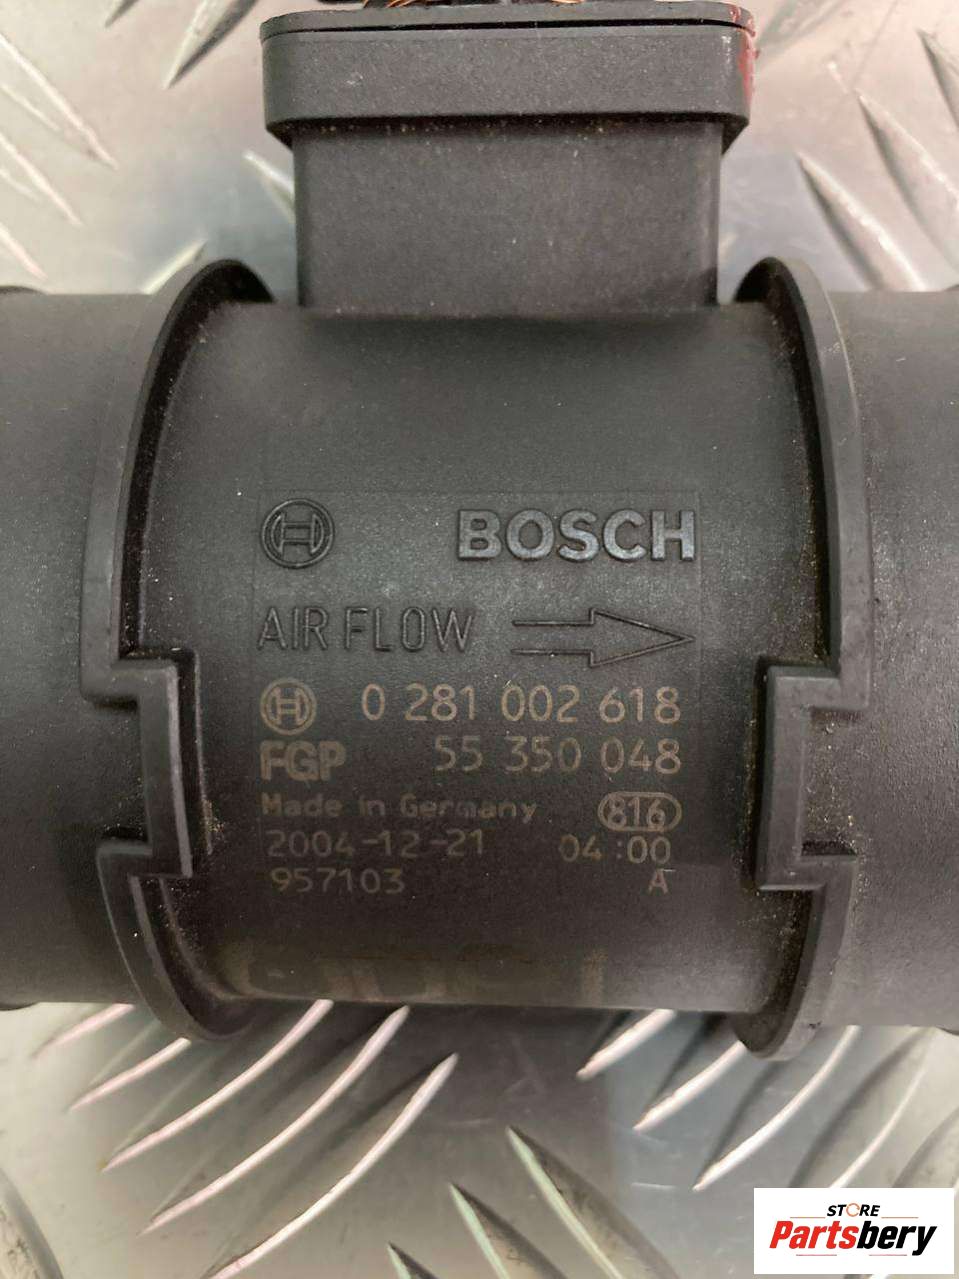 BOSCH
AIR FLOW
0 281 002 618
FGP 55 350 048
Made in Germany 816
2004-12-21 04:00
957103 A
STORE
Partsbery